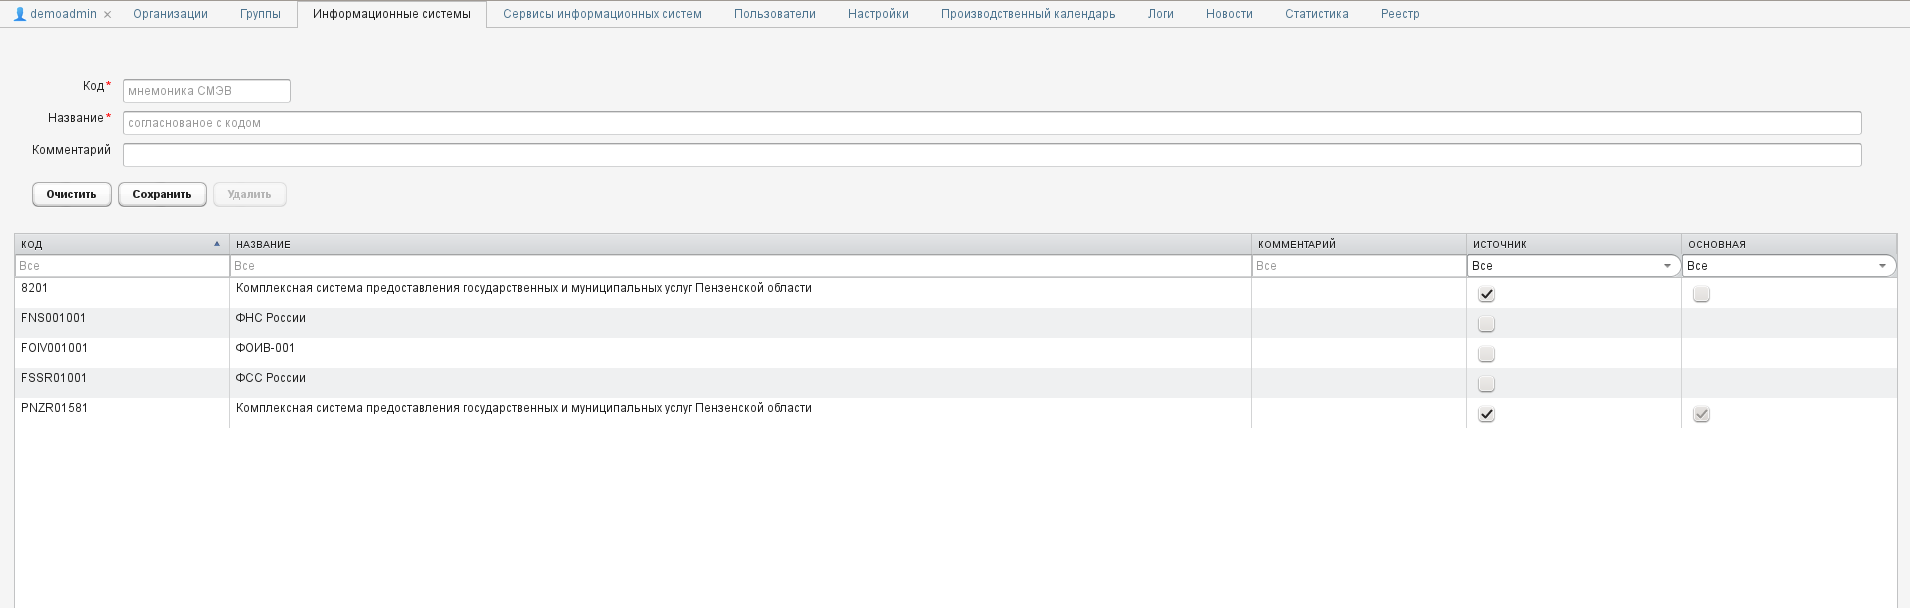 demoadmin × Организации Группы Информационные системы Сервисы информационных систем Пользователи Настройки Производственный календарь Логи Новости Статистика Реестр
Код* мнемоника СМЭВ
Название* согласнованое с кодом
Комментарий
Очистить Сохранить Удалить
КОД НАЗВАНИЕ КОММЕНТАРИЙ ИСТОЧНИК ОСНОВНАЯ
Все Все Все Все Все
8201 Комплексная система предоставления государственных и муниципальных услуг Пензенской области
FNS001001 ФНС России
FOIV001001 ФОИВ-001
FSSR01001 ФСС России
PNZR01581 Комплексная система предоставления государственных и муниципальных услуг Пензенской области